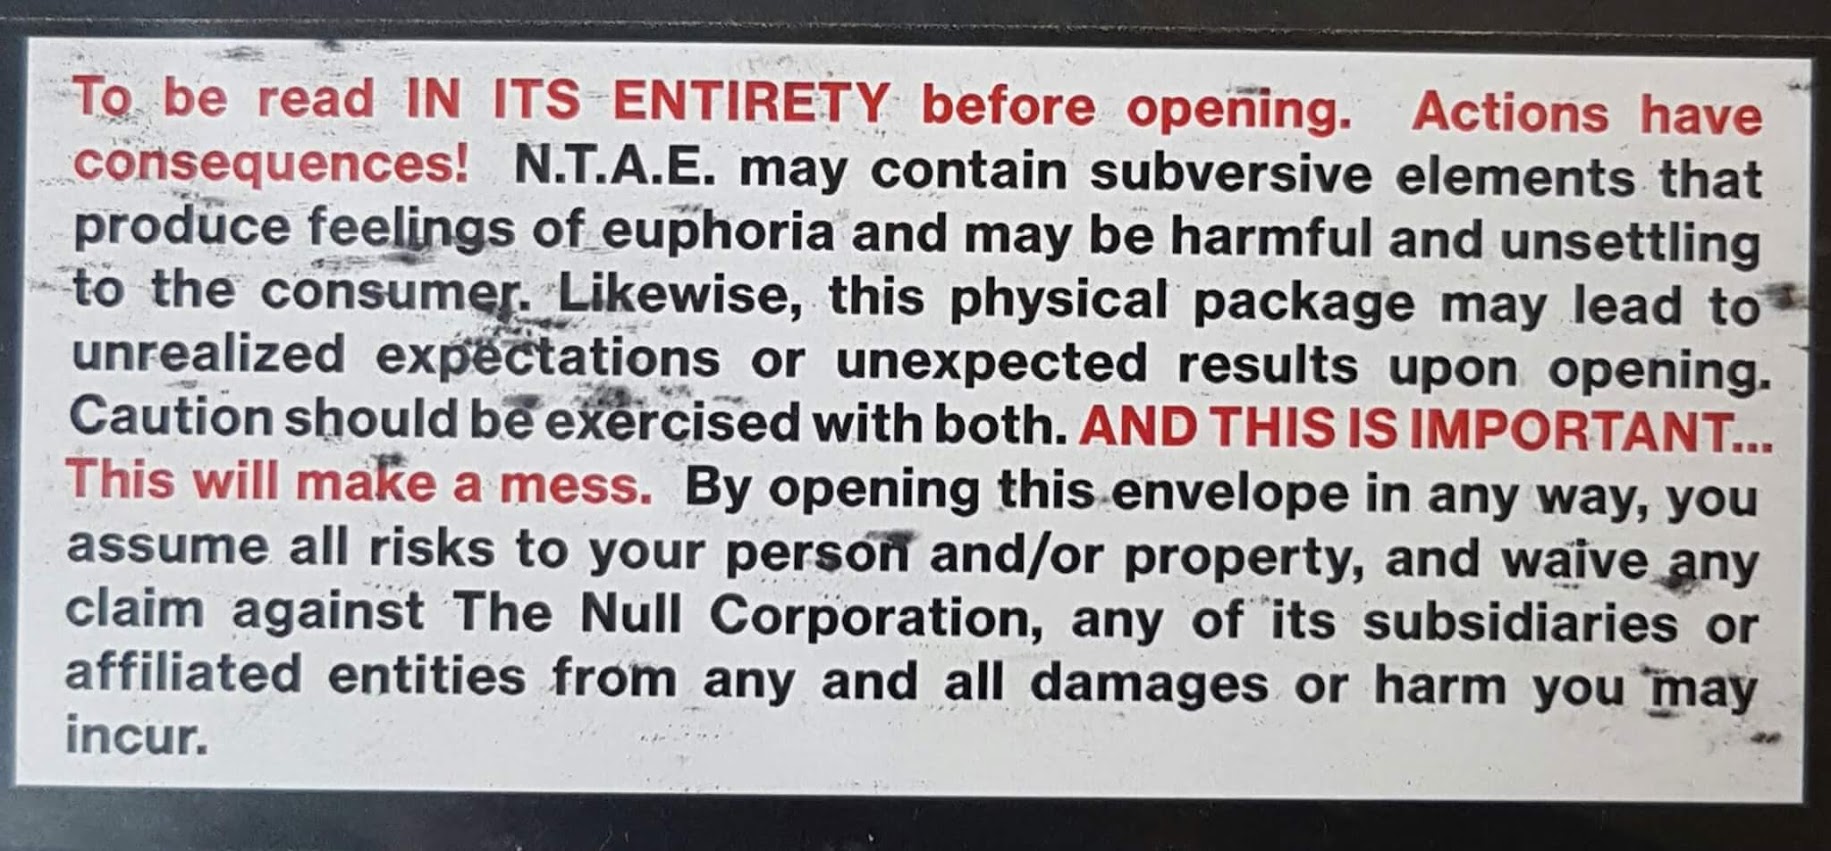 To be read IN ITS ENTIRETY before opening. Actions have
consequences! N.T.A.E. may contain subversive elements that
produce feelings of euphoria and may be harmful and unsettling
to the consumer. Likewise, this physical package may lead to
unrealized expectations or unexpected results upon opening.
Caution should be exercised with both. AND THIS IS IMPORTANT...
This will make a mess. By opening this envelope in any way, you
assume all risks to your person and/or property, and waive any
claim against The Null Corporation, any of its subsidiaries or
affiliated entities from any and all damages or harm you may
incur.